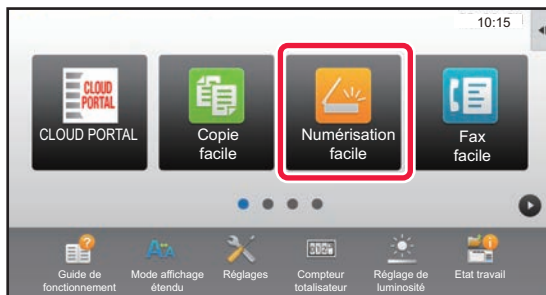 10:15
CLOUD
PORTAL
CLOUD PORTAL
Copie
facile
Numérisation
facile
Fax
facile
Guide de
fonctionnement
Mode affichage
étendu
Réglages
Compteur
totalisateur
Réglage de
luminosité
Etat travail